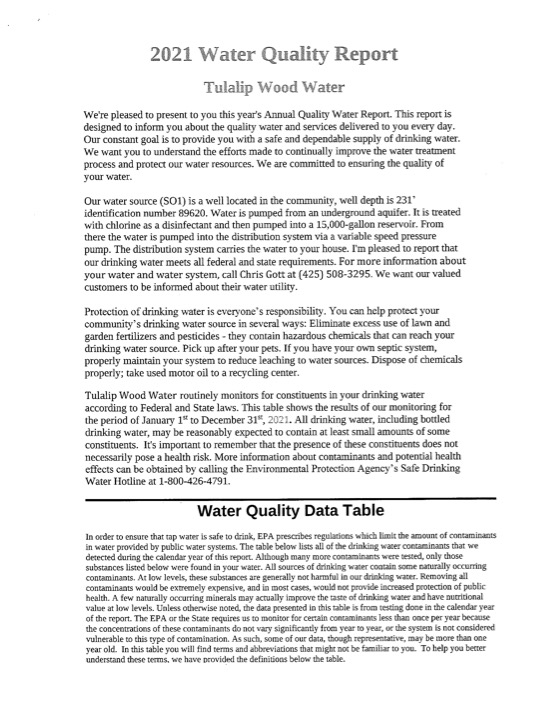 2021 Water Quality Report
Tulalip Wood Water
We're pleased to present to you this year's Annual Quality Water Report. This report is
designed to inform you about the quality water and services delivered to you every day.
Our constant goal is to provide you with a safe and dependable supply of drinking water.
We want you to understand the efforts made to continually improve the water treatment
process and protect our water resources. We are committed to ensuring the quality of
your water.
Our water source (SO1) is a well located in the community, well depth is 231'
identification number 89620. Water is pumped from an underground aquifer. It is treated
with chlorine as a disinfectant and then pumped into a 15,000-gallon reservoir. From
there the water is pumped into the distribution system via a variable speed pressure
pump. The distribution system carries the water to your house. I'm pleased to report that
our drinking water meets all federal and state requirements. For more information about
your water and water system, call Chris Gott at (425) 508-3295. We want our valued
customers to be informed about their water utility.
Protection of drinking water is everyone's responsibility. You can help protect your
community's drinking water source in several ways: Eliminate excess use of lawn and
garden fertilizers and pesticides - they contain hazardous chemicals that can reach your
drinking water source. Pick up after your pets. If you have your own septic system,
properly maintain your system to reduce leaching to water sources. Dispose of chemicals
properly; take used motor oil to a recycling center.
Tulalip Wood Water routinely monitors for constituents in your drinking water
according to Federal and State laws. This table shows the results of our monitoring for
the period of January 1st to December 31st, 2021. All drinking water, including bottled
drinking water, may be reasonably expected to contain at least small amounts of some
constituents. It's important to remember that the presence of these constituents does not
necessarily pose a health risk. More information about contaminants and potential health
effects can be obtained by calling the Environmental Protection Agency's Safe Drinking
Water Hotline at 1-800-426-4791.
Water Quality Data Table
In order to ensure that tap water is safe to drink, EPA prescribes regulations which limit the amount of contaminants
in water provided by public water systems. The table below lists all of the drinking water contaminants that we
detected during the calendar year of this report. Although many more contaminants were tested, only those
substances listed below were found in your water. All sources of drinking water contain some naturally occurring
contaminants. At low levels, these substances are generally not harmful in our drinking water. Removing all
contaminants would be extremely expensive, and in most cases, would not provide increased protection of public
health. A few naturally occurring minerals may actually improve the taste of drinking water and have nutritional
value at low levels. Unless otherwise noted, the data presented in this table is from testing done in the calendar year
of the report. The EPA or the State requires us to monitor for certain contaminants less than once per year because
the concentrations of these contaminants do not vary significantly from year to year, or the system is not considered
vulnerable to this type of contamination. As such, some of our data, though representative, may be more than one
year old. In this table you will find terms and abbreviations that might not be familiar to you. To help you better
understand these terms, we have provided the definitions below the table.